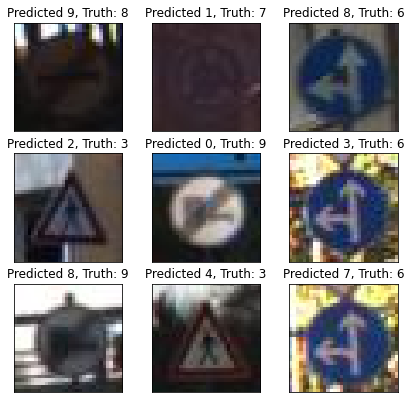 Predicted 9, Truth: 8
Predicted 1, Truth: 7
Predicted 8, Truth: 6
Predicted 2, Truth: 3
Predicted 0, Truth: 9
Predicted 3, Truth: 6
Predicted 8, Truth: 9
Predicted 4, Truth: 3
Predicted 7, Truth: 6